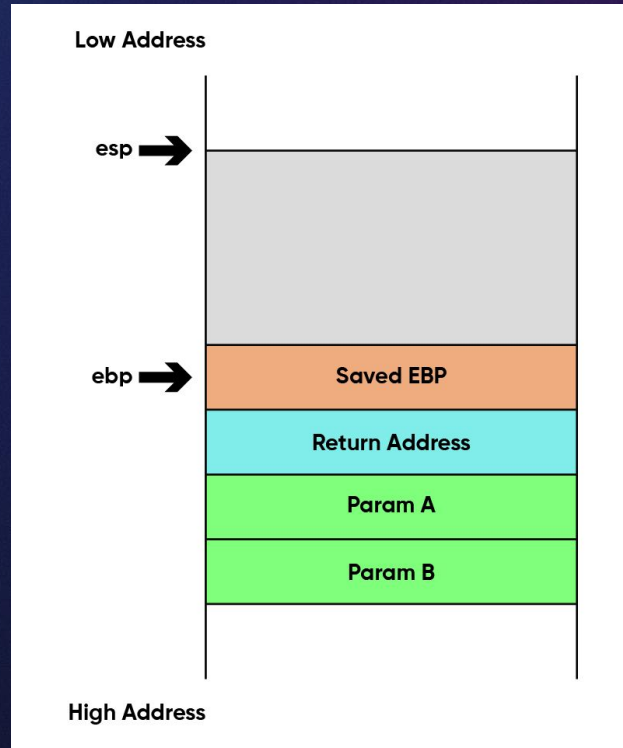 Low Address
esp
ebp
Saved EBP
Return Address
Param A
Param B
High Address